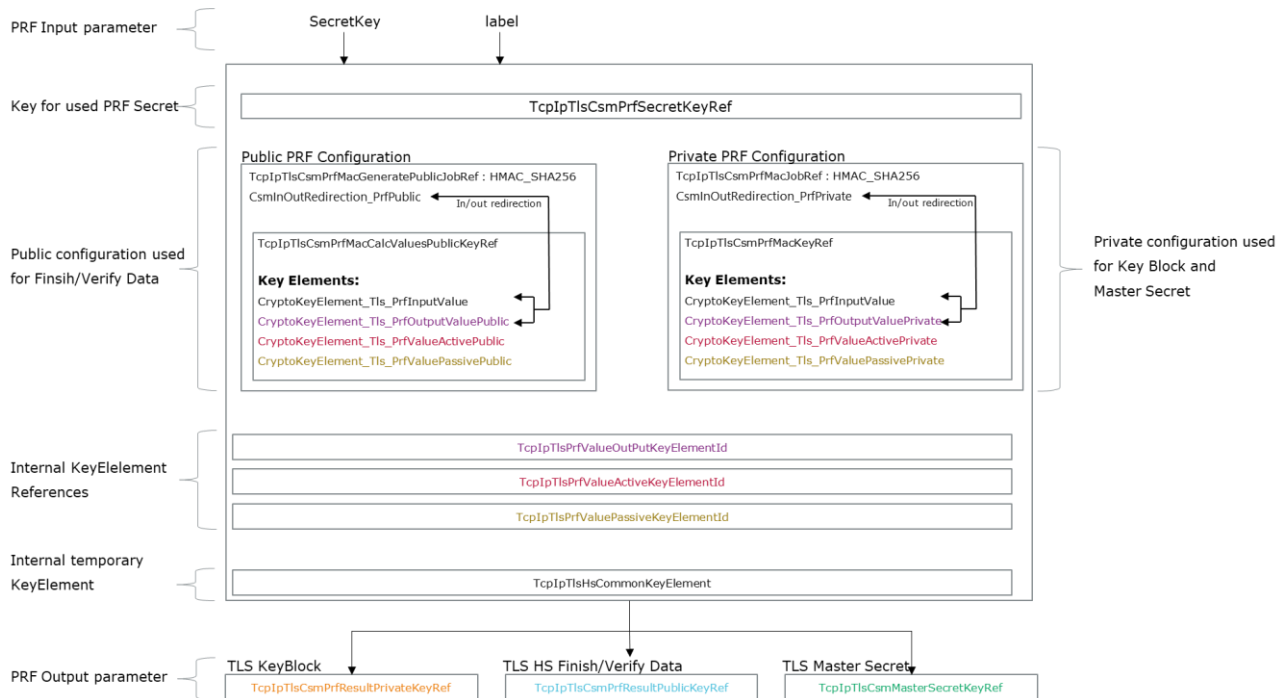 PRF Input parameter
SecretKey
label
Key for used PRF Secret
TcpIpTlsCsmPrfSecretKeyRef
Public PRF Configuration
TcpIpTlsCsmPrfMacGeneratePublicJobRef : HMAC_SHA256
CsmInOutRedirection_PrfPublic
In/out redirection
TcpIpTlsCsmPrfMacCalcValuesPublicKeyRef
Key Elements:
CryptoKeyElement_Tls_PrfInputValue
CryptoKeyElement_Tls_PrfOutputValuePublic
CryptoKeyElement_Tls_PrfValueActivePublic
CryptoKeyElement_Tls_PrfValuePassivePublic
Private PRF Configuration
TcpIpTlsCsmPrfMacJobRef : HMAC_SHA256
CsmInOutRedirection_PrfPrivate
In/out redirection
TcpIpTlsCsmPrfMacKeyRef
Key Elements:
CryptoKeyElement_Tls_PrfInputValue
CryptoKeyElement_Tls_PrfOutputValuePrivate
CryptoKeyElement_Tls_PrfValueActivePrivate
CryptoKeyElement_Tls_PrfValuePassivePrivate
Public configuration used
for Finsih/Verify Data
Private configuration used
for Key Block and
Master Secret
Internal KeyElelement
References
TcpIpTlsPrfValueOutPutKeyElementId
TcpIpTlsPrfValueActiveKeyElementId
TcpIpTlsPrfValuePassiveKeyElementId
Internal temporary
KeyElement
TcpIpTlsHsCommonKeyElement
PRF Output parameter
TLS KeyBlock
TcpIpTlsCsmPrfResultPrivateKeyRef
TLS HS Finish/Verify Data
TcpIpTlsCsmPrfResultPublicKeyRef
TLS Master Secret
TcpIpTlsCsmMasterSecretKeyRef